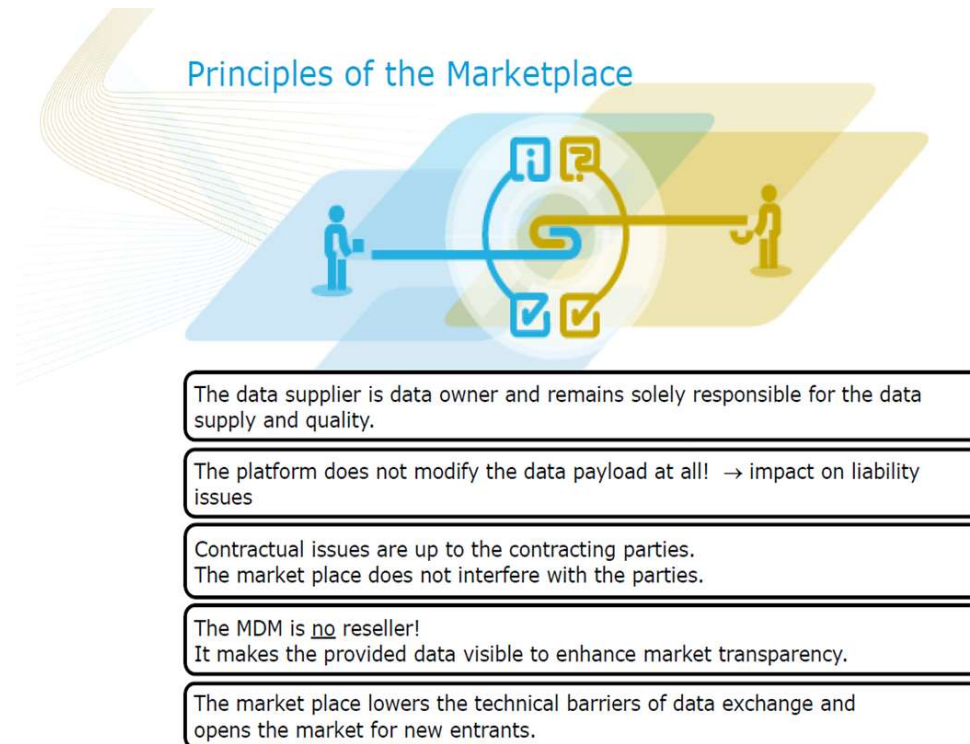 Principles of the Marketplace
The data supplier is data owner and remains solely responsible for the data
supply and quality.
The platform does not modify the data payload at all! → impact on liability
issues
Contractual issues are up to the contracting parties.
The market place does not interfere with the parties.
The MDM is no reseller!
It makes the provided data visible to enhance market transparency.
The market place lowers the technical barriers of data exchange and
opens the market for new entrants.